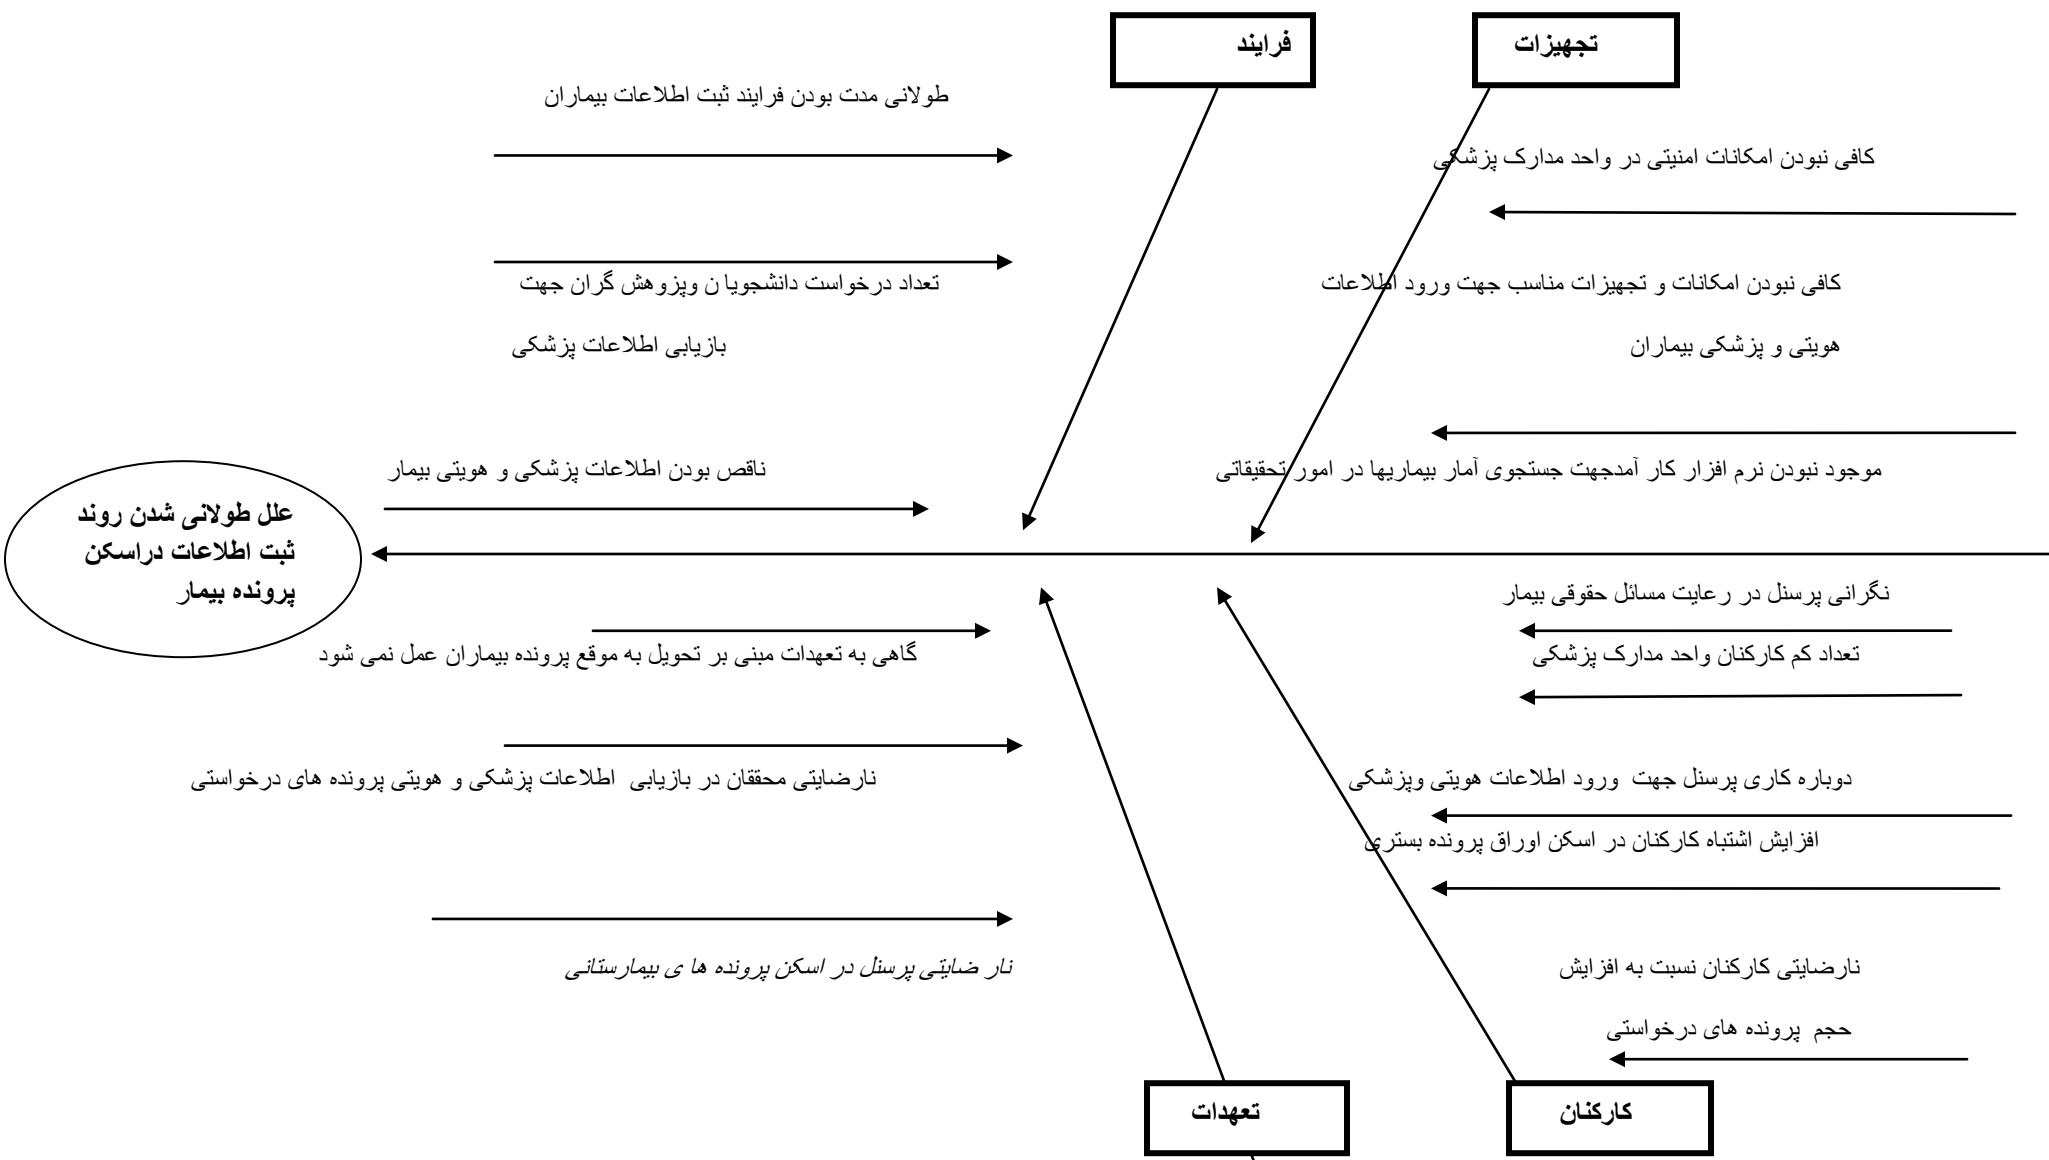 تجهیزات
فرایند
طولانی مدت بودن فرایند ثبت اطلاعات بیماران
کافی نبودن امکانات امنیتی در واحد مدارک پزشکی
کافی نبودن امکانات و تجهیزات مناسب جهت ورود اطلاعات
هویتی و پزشکی بیماران
تعداد درخواست دانشجویا ن وپزوهش گران جهت
بازیابی اطلاعات پزشکی
موجود نبودن نرم افزار کار آمدجهت جستجوی آمار بیماریها در امور تحقیقاتی
ناقص بودن اطلاعات پزشکی و هویتی بیمار
علل طولانی شدن روند
ثبت اطلاعات دراسکن
پرونده بیمار
نگرانی پرسنل در رعایت مسائل حقوقی بیمار
تعداد کم کارکنان واحد مدارک پزشکی
گاهی به تعهدات مبنی بر تحویل به موقع پرونده بیماران عمل نمی شود
دوباره کاری پرسنل جهت ورود اطلاعات هویتی وپزشکی
نارضایتی محققان در بازیابی اطلاعات پزشکی و هویتی پرونده های درخواستی
افزایش اشتباه کارکنان در اسکن اوراق پرونده بستری
نارضایتی کارکنان نسبت به افزایش
حجم پرونده های درخواستی
نار ضایتی پرسنل در اسکن پرونده ها ی بیمارستانی
کارکنان
تعهدات